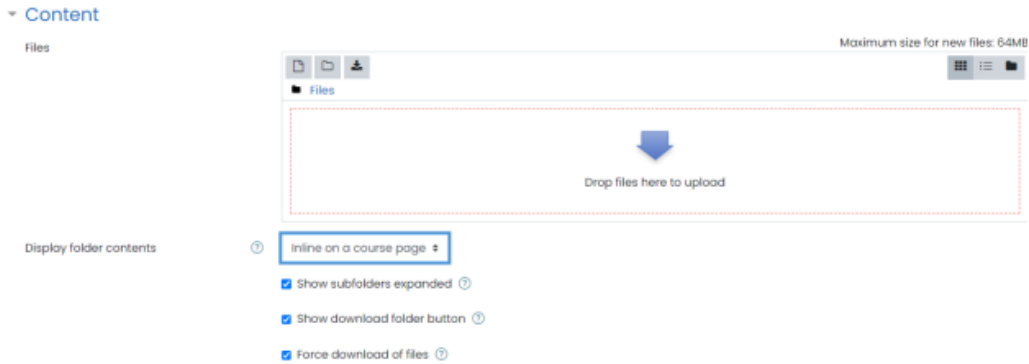 Content
Files
Maximum size for new files: 64MB
Files
Drop files here to upload
Display folder contents
Inline on a course page
Show subfolders expanded
Show download folder button
Force download of files